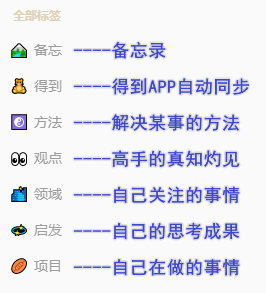 全部标签
备忘 ----备忘录
得到 ----得到APP自动同步
方法 ----解决某事的方法
观点 ----高手的真知灼见
领域 ----自己关注的事情
启发 ----自己的思考成果
项目 ----自己在做的事情